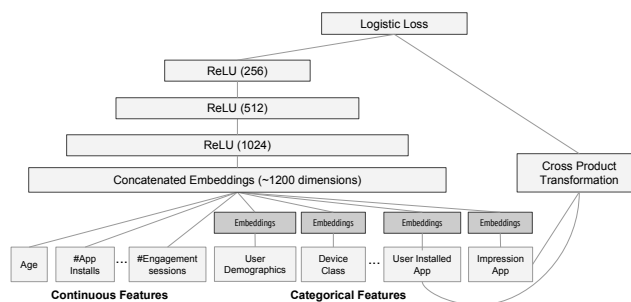 Logistic Loss
ReLU (256)
ReLU (512)
ReLU (1024)
Concatenated Embeddings (~1200 dimensions)
Cross Product
Transformation
Embeddings
Embeddings
Embeddings
Embeddings
Age
#App
Installs
...
#Engagement
sessions
User
Demographics
Device
Class
...
User Installed
App
Impression
App
Continuous Features
Categorical Features